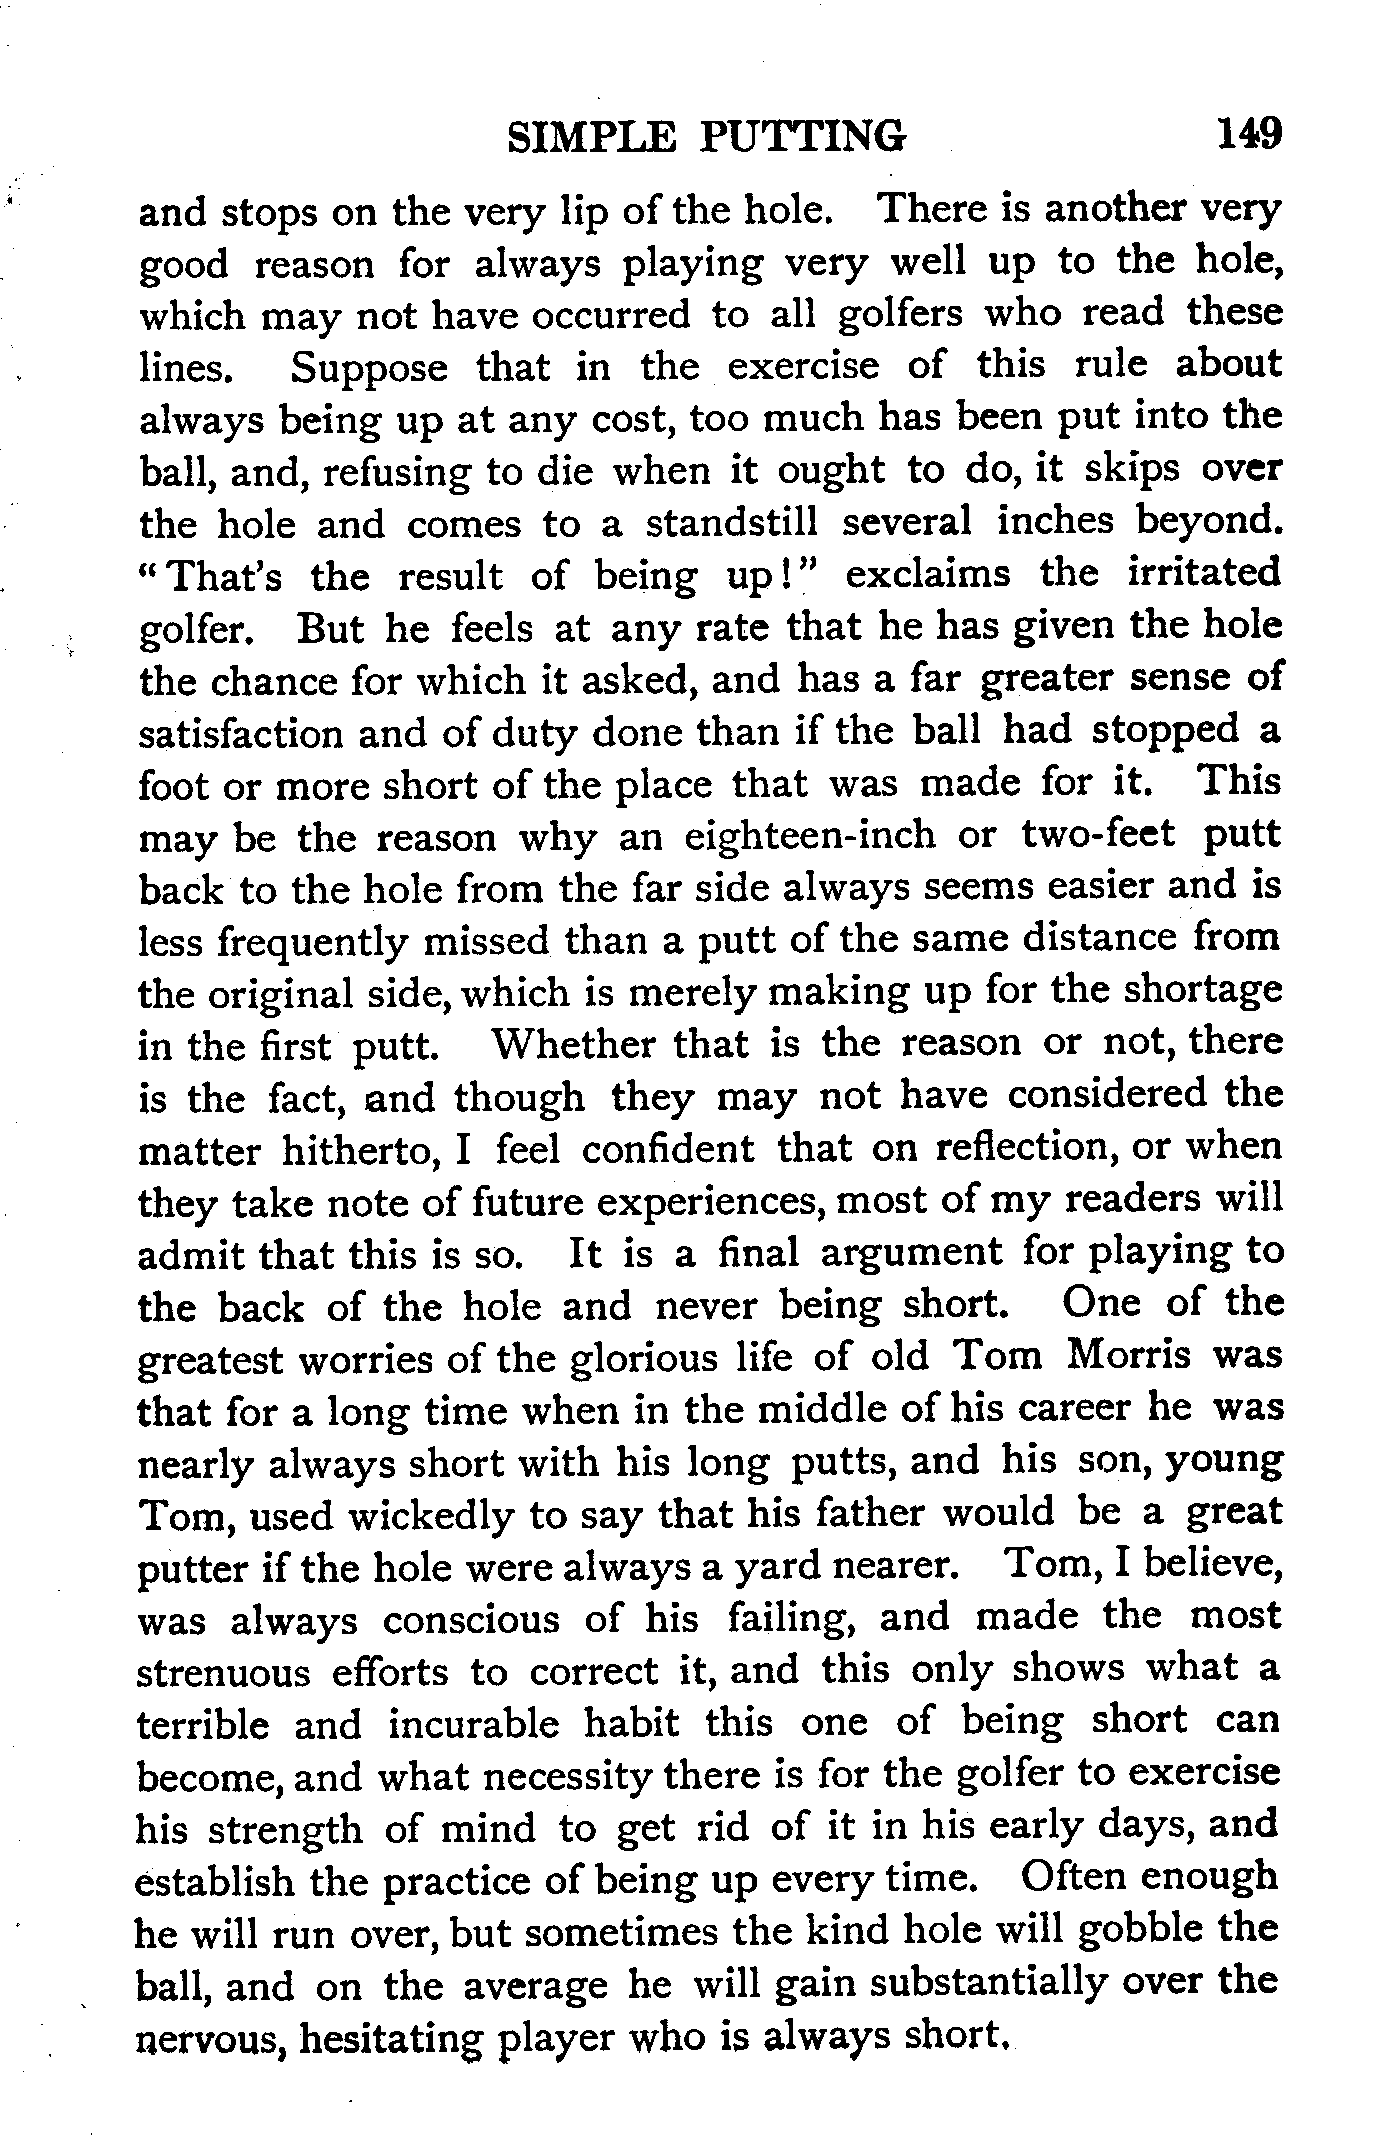 SIMPLE PUTTING 149
and stops on the very lip of the hole. There is another very
good reason for always playing very well up to the hole,
which may not have occurred to all golfers who read these
lines. Suppose that in the exercise of this rule about
always being up at any cost, too much has been put into the
ball, and, refusing to die when it ought to do, it skips over
the hole and comes to a standstill several inches beyond.
“That's the result of being up!” exclaims the irritated
golfer. But he feels at any rate that he has given the hole
the chance for which it asked, and has a far greater sense of
satisfaction and of duty done than if the ball had stopped a
foot or more short of the place that was made for it. This
may be the reason why an eighteen-inch or two-feet putt
back to the hole from the far side always seems easier and is
less frequently missed than a putt of the same distance from
the original side, which is merely making up for the shortage
in the first putt. Whether that is the reason or not, there
is the fact, and though they may not have considered the
matter hitherto, I feel confident that on reflection, or when
they take note of future experiences, most of my readers will
admit that this is so. It is a final argument for playing to
the back of the hole and never being short. One of the
greatest worries of the glorious life of old Tom Morris was
that for a long time when in the middle of his career he was
nearly always short with his long putts, and his son, young
Tom, used wickedly to say that his father would be a great
putter if the hole were always a yard nearer. Tom, I believe,
was always conscious of his failing, and made the most
strenuous efforts to correct it, and this only shows what a
terrible and incurable habit this one of being short can
become, and what necessity there is for the golfer to exercise
his strength of mind to get rid of it in his early days, and
establish the practice of being up every time. Often enough
he will run over, but sometimes the kind hole will gobble the
ball, and on the average he will gain substantially over the
nervous, hesitating player who is always short.